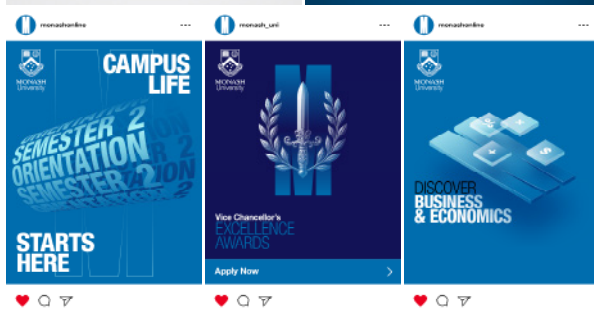 monashonline
MONASH
University
CAMPUS
LIFE
ORIENTATION
SEMESTER 2
ORIENTATION
SEMESTER 2
STARTS
HERE
monash_uni
MONASH
University
Vice Chancellor's
EXCELLENCE
AWARDS
Apply Now
monashonline
MONASH
University
% ×
+ $
DISCOVER
BUSINESS
& ECONOMICS